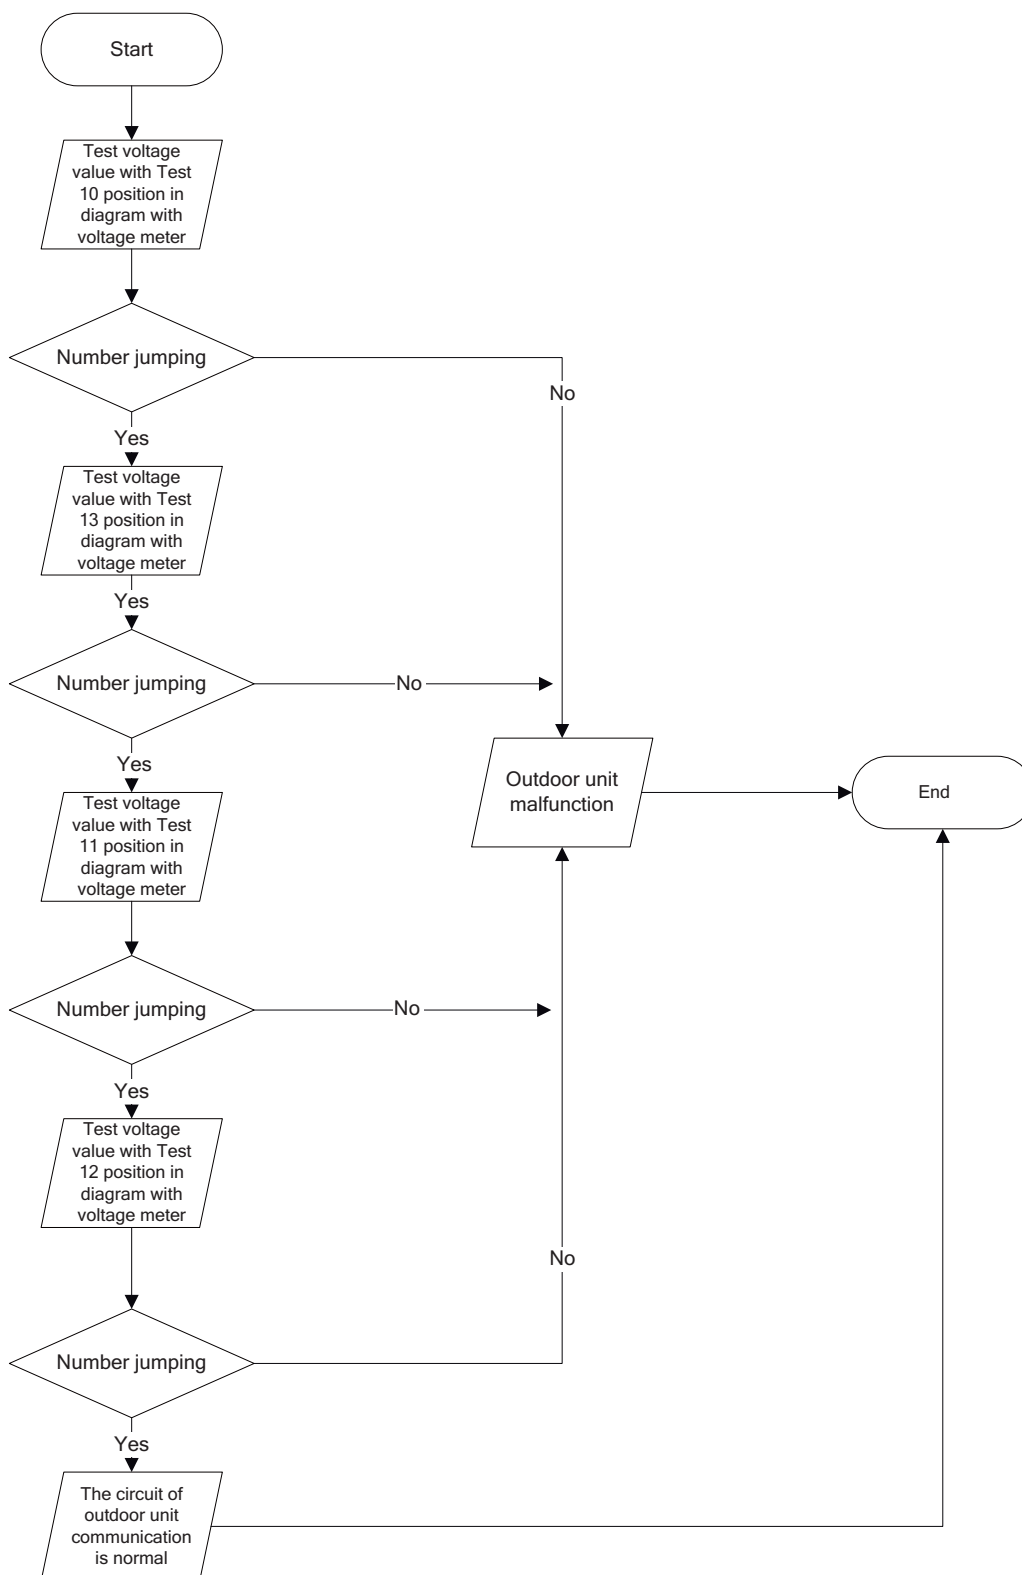 Start
Test voltage
value with Test
10 position in
diagram with
voltage meter
Number jumping
No
Yes
Test voltage
value with Test
13 position in
diagram with
voltage meter
Yes
Number jumping
No
Yes
Outdoor unit
malfunction
End
Test voltage
value with Test
11 position in
diagram with
voltage meter
Number jumping
No
Yes
Test voltage
value with Test
12 position in
diagram with
voltage meter
No
Number jumping
Yes
The circuit of
outdoor unit
communication
is normal